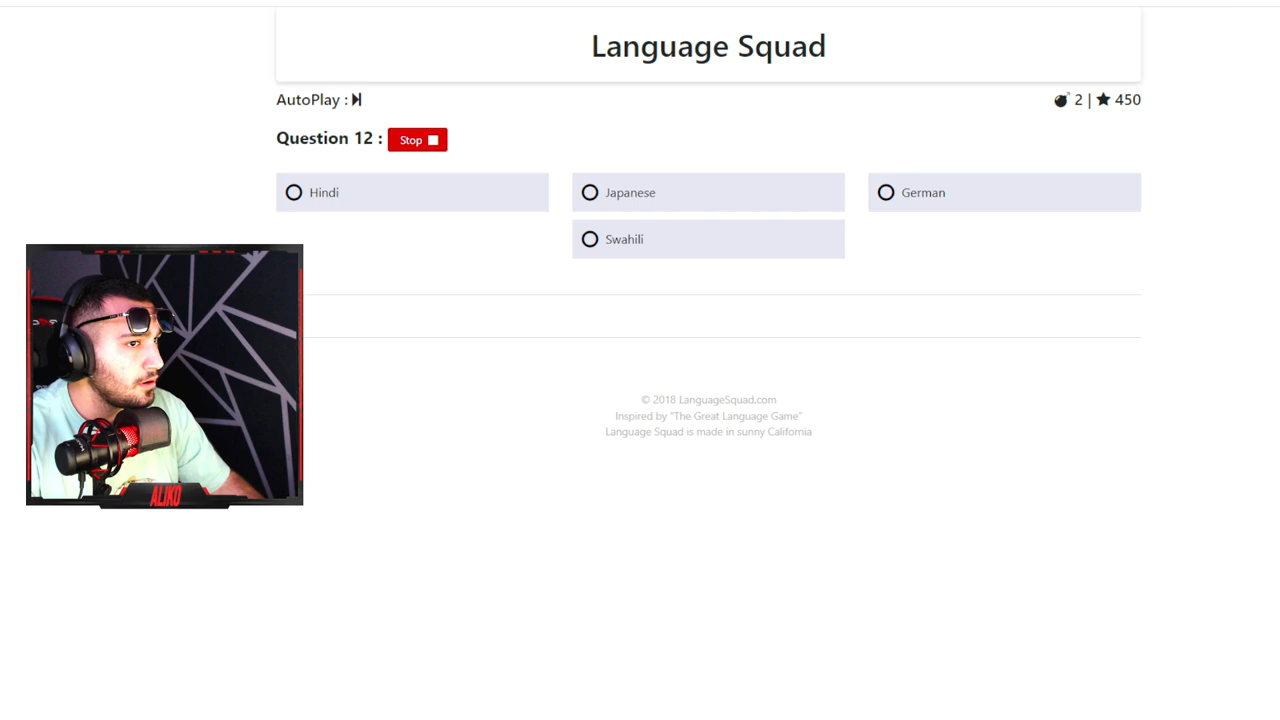 Language Squad
AutoPlay :
2 | 450
Question 12 : Stop
Hindi
Japanese
German
Swahili
ALIKO
© 2018 LanguageSquad.com
Inspired by "The Great Language Game"
Language Squad is made in sunny California